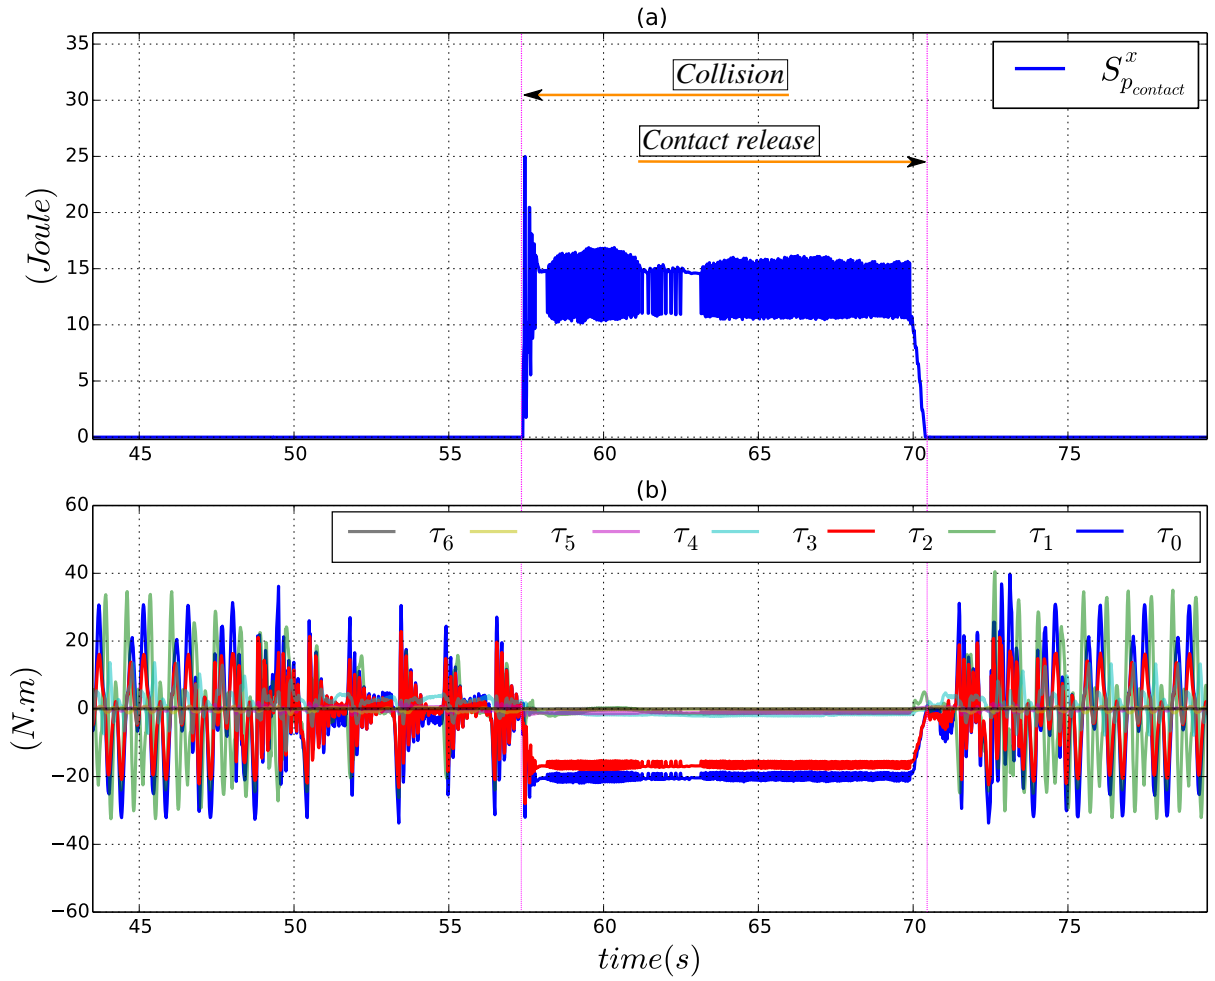 (a)
35
30
25
20
15
10
5
0
(Joule)
Collision
Contact release
S^x_{p_{contact}}
45 50 55 60 65 70 75
(b)
60
40
20
0
−20
−40
−60
(N.m)
τ6 τ5 τ4 τ3 τ2 τ1 τ0
45 50 55 60 65 70 75
time(s)